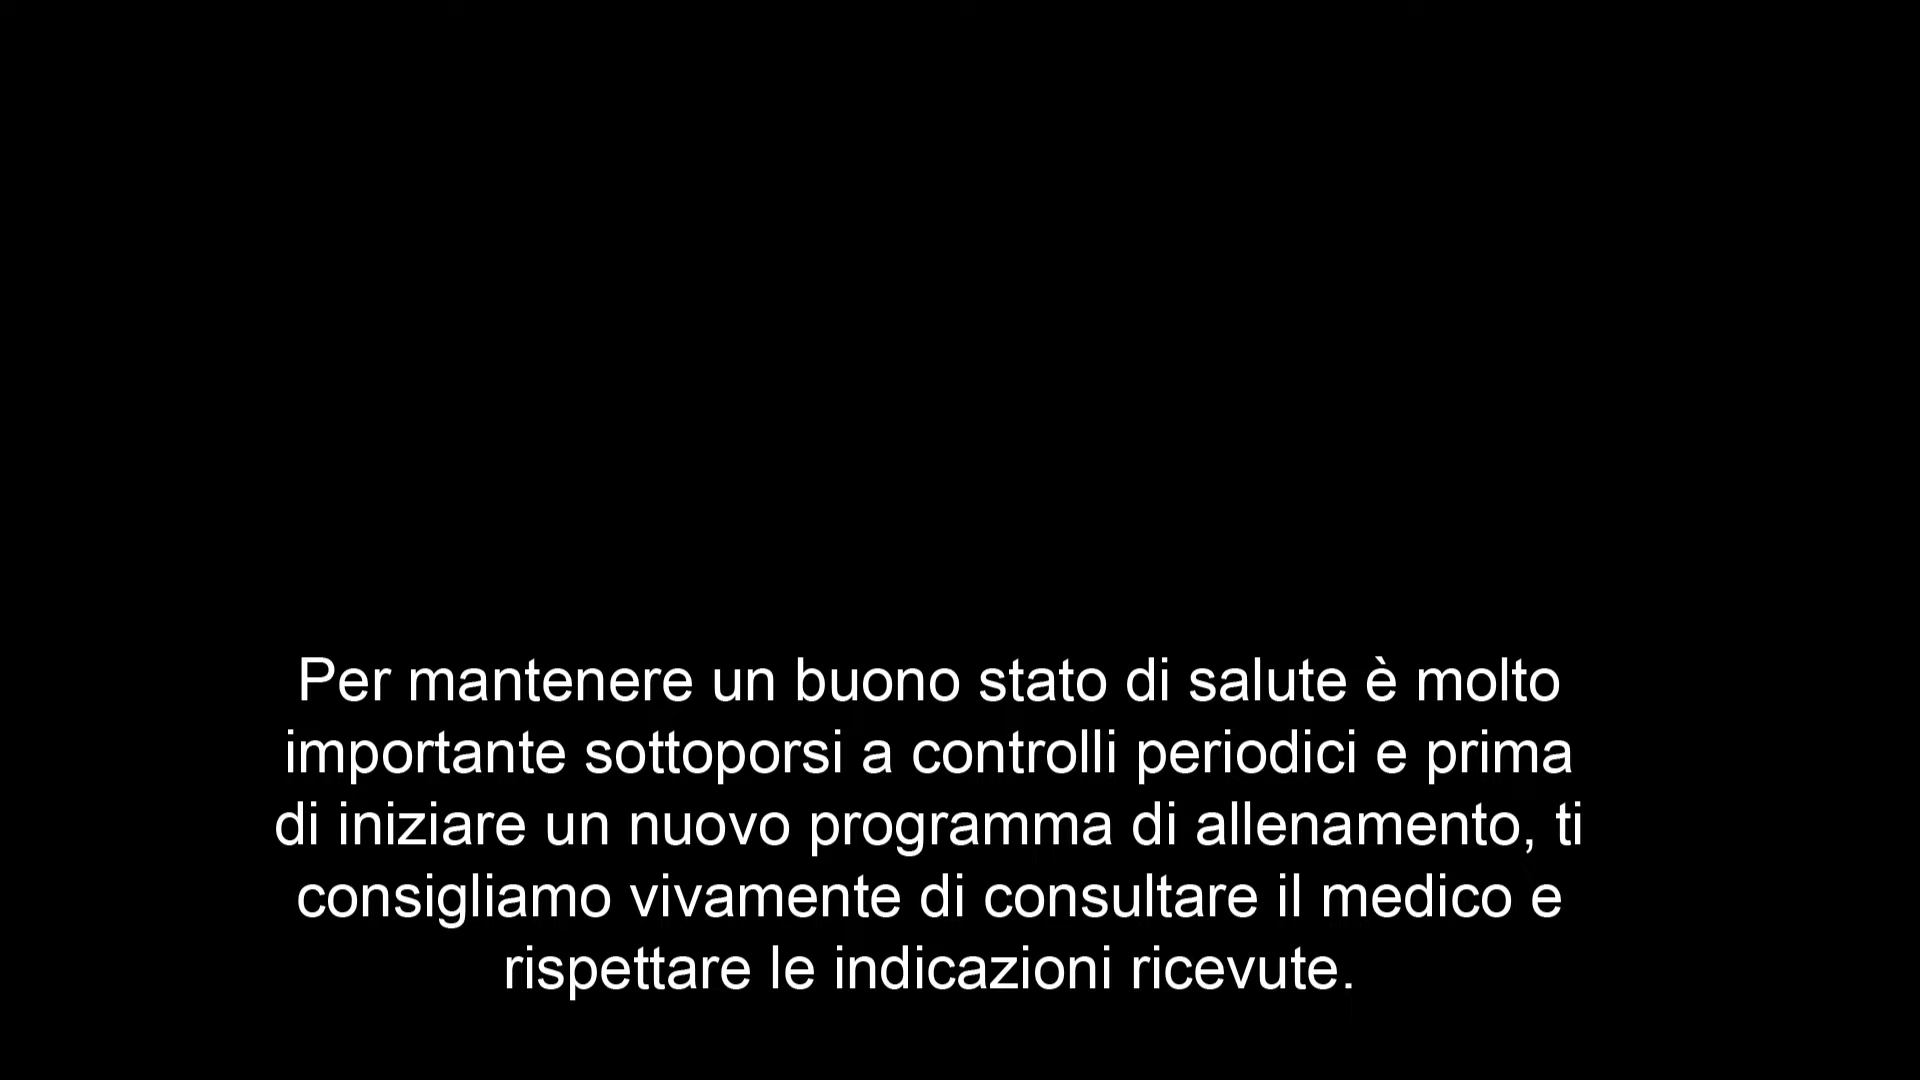 Per mantenere un buono stato di salute è molto
importante sottoporsi a controlli periodici e prima
di iniziare un nuovo programma di allenamento, ti
consigliamo vivamente di consultare il medico e
rispettare le indicazioni ricevute.